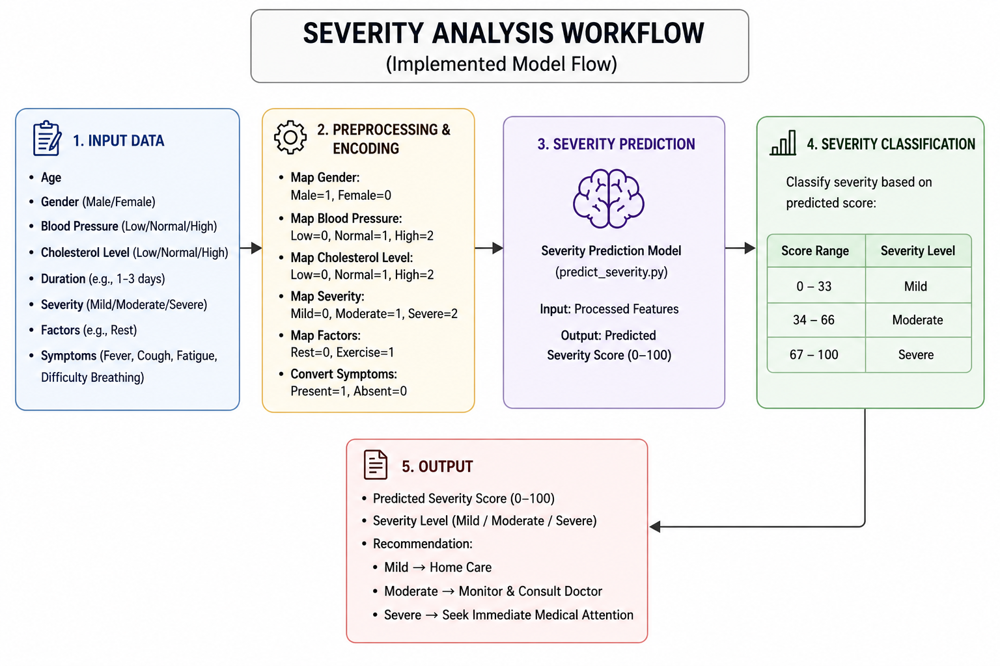 SEVERITY ANALYSIS WORKFLOW
(Implemented Model Flow)
1. INPUT DATA
• Age
• Gender (Male/Female)
• Blood Pressure (Low/Normal/High)
• Cholesterol Level (Low/Normal/High)
• Duration (e.g., 1–3 days)
• Severity (Mild/Moderate/Severe)
• Factors (e.g., Rest)
• Symptoms (Fever, Cough, Fatigue,
Difficulty Breathing)
2. PREPROCESSING &
ENCODING
• Map Gender:
Male=1, Female=0
• Map Blood Pressure:
Low=0, Normal=1, High=2
• Map Cholesterol Level:
Low=0, Normal=1, High=2
• Map Severity:
Mild=0, Moderate=1, Severe=2
• Map Factors:
Rest=0, Exercise=1
• Convert Symptoms:
Present=1, Absent=0
3. SEVERITY PREDICTION
Severity Prediction Model
(predict_severity.py)
Input: Processed Features
Output: Predicted
Severity Score (0–100)
4. SEVERITY CLASSIFICATION
Classify severity based on
predicted score:
Score Range Severity Level
0 – 33 Mild
34 – 66 Moderate
67 – 100 Severe
5. OUTPUT
• Predicted Severity Score (0–100)
• Severity Level (Mild / Moderate / Severe)
• Recommendation:
• Mild → Home Care
• Moderate → Monitor & Consult Doctor
• Severe → Seek Immediate Medical Attention